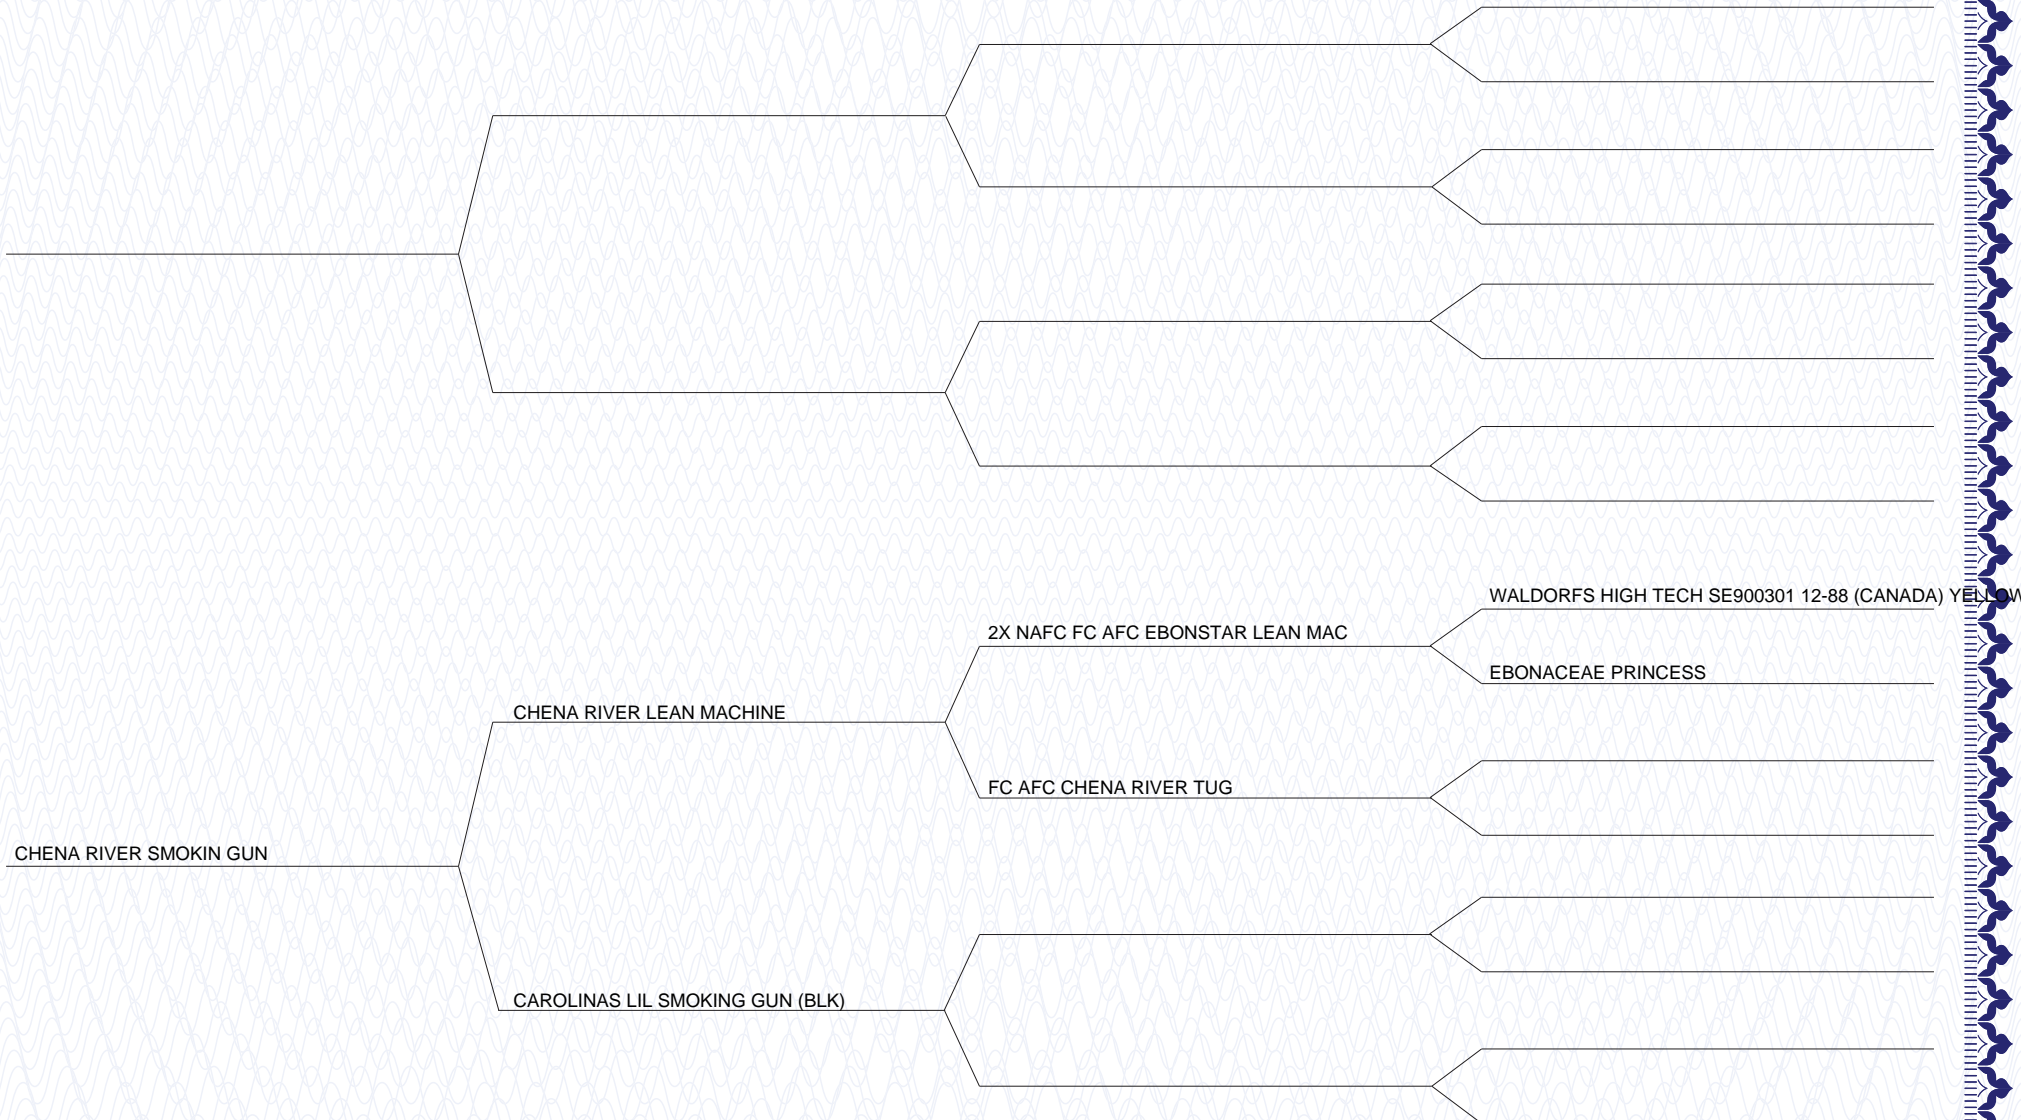 WALDORFS HIGH TECH SE900301 12-88 (CANADA) YELLOW
2X NAFC FC AFC EBONSTAR LEAN MAC
EBONACEAE PRINCESS
CHENA RIVER LEAN MACHINE
FC AFC CHENA RIVER TUG
CHENA RIVER SMOKIN GUN
CAROLINAS LIL SMOKING GUN (BLK)